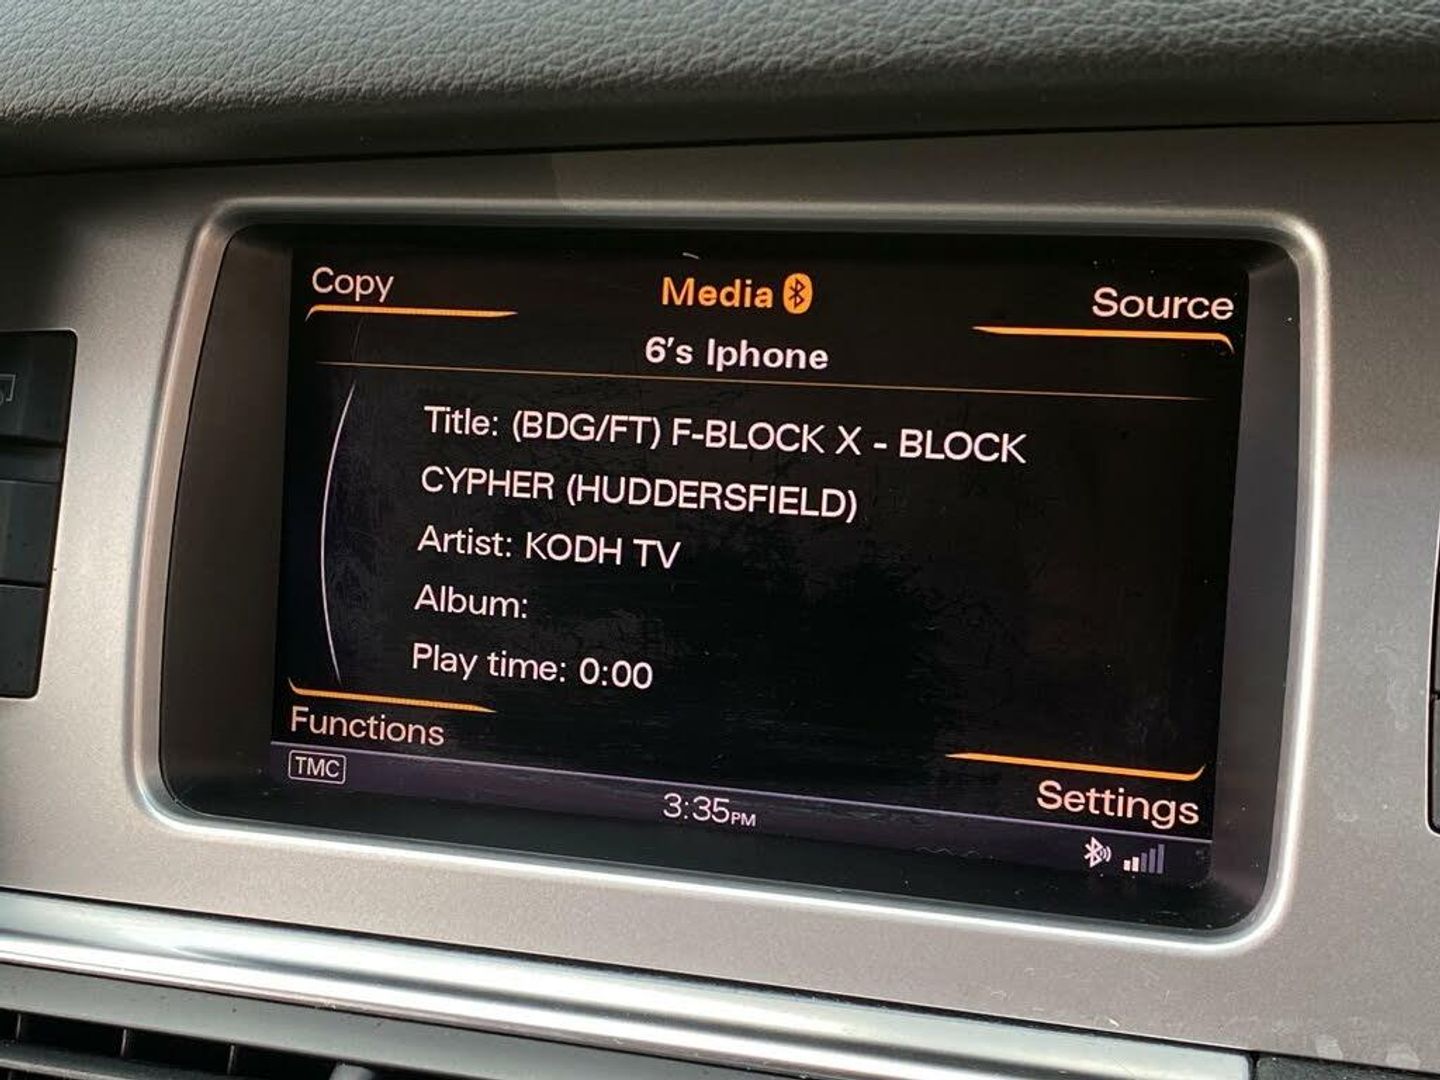 Copy
Media
Source
6's Iphone
Title: (BDG/FT) F-BLOCK X - BLOCK
CYPHER (HUDDERSFIELD)
Artist: KODH TV
Album:
Play time: 0:00
Functions
Settings
TMC
3:35PM